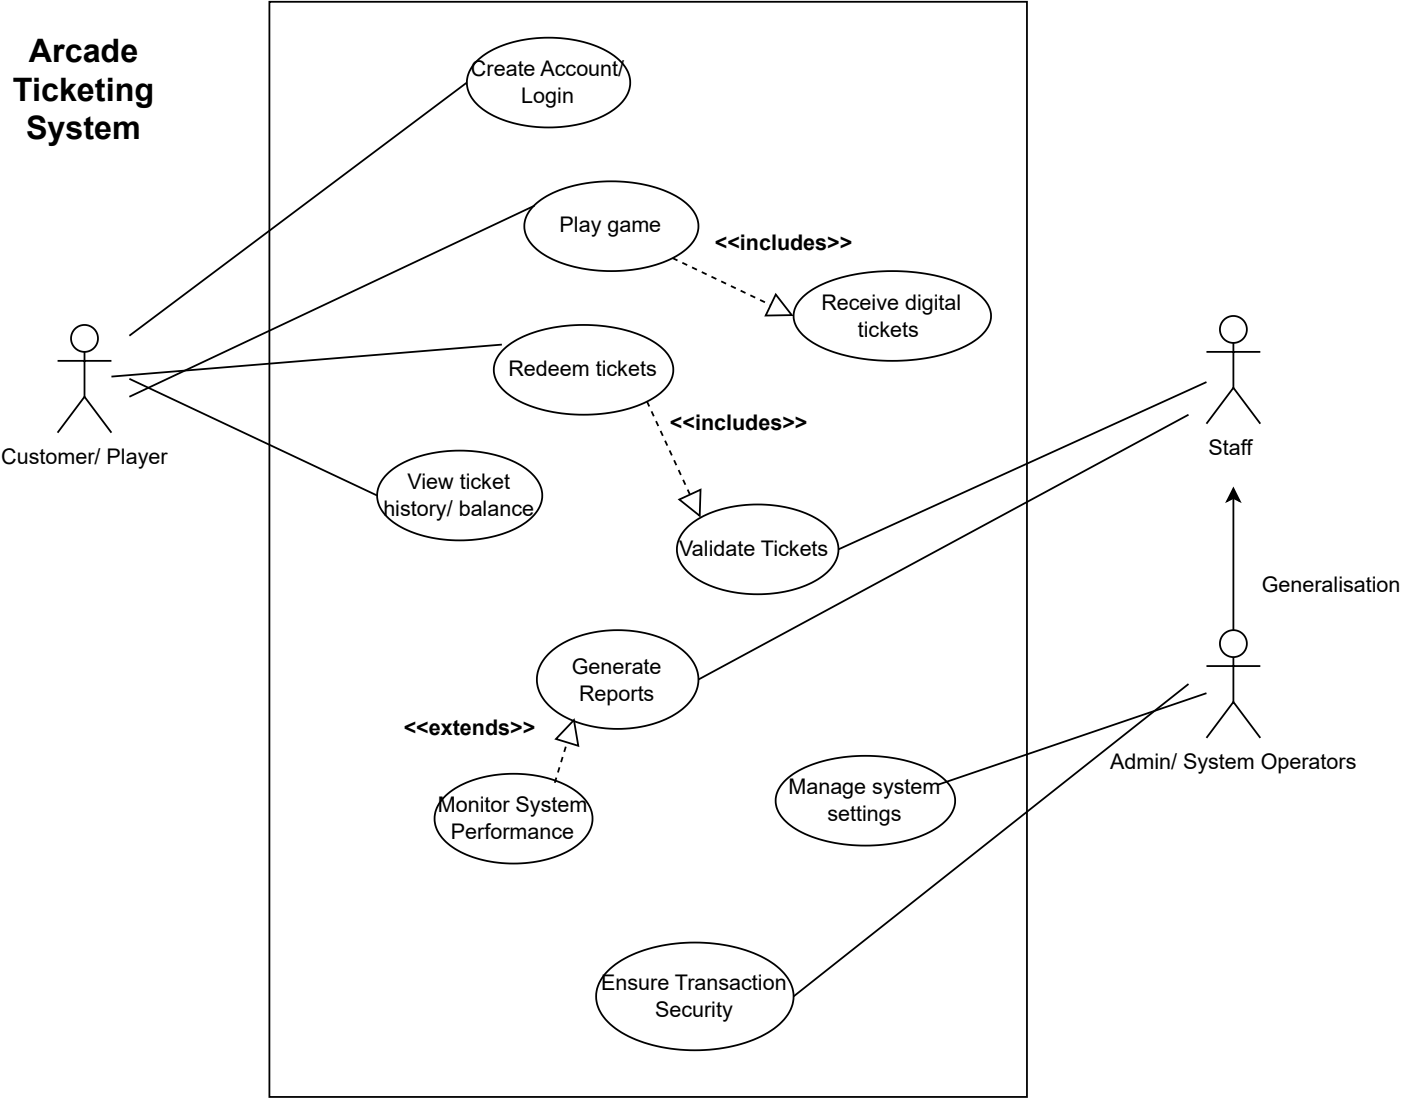 Arcade
Ticketing
System
Create Account/
Login
Play game
<<includes>>
Receive digital
tickets
Redeem tickets
<<includes>>
Customer/ Player
Staff
View ticket
history/ balance
Validate Tickets
Generalisation
Generate
Reports
<<extends>>
Admin/ System Operators
Monitor System
Performance
Manage system
settings
Ensure Transaction
Security